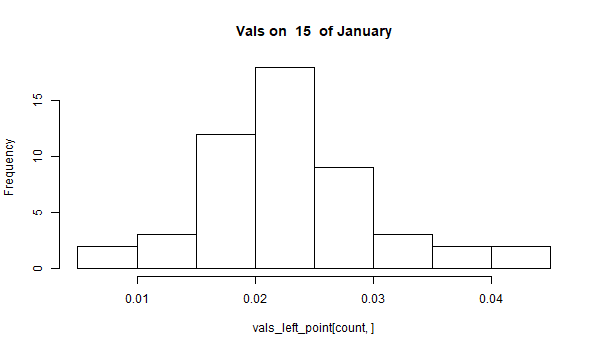 Vals on  15  of January
Frequency
15
10
5
0
0.01 0.02 0.03 0.04
vals_left_point[count, ]